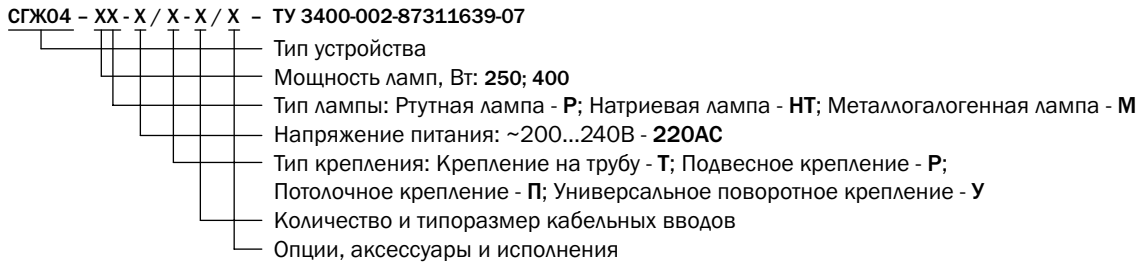 СГЖ04 – ХХ - Х / Х - Х / Х – ТУ 3400-002-87311639-07
Тип устройства
Мощность ламп, Вт: 250; 400
Тип лампы: Ртутная лампа - Р; Натриевая лампа - НТ; Металлогалогенная лампа - М
Напряжение питания: ~200...240В - 220АС
Тип крепления: Крепление на трубу - Т; Подвесное крепление - Р;
Потолочное крепление - П; Универсальное поворотное крепление - У
Количество и типоразмер кабельных вводов
Опции, аксессуары и исполнения